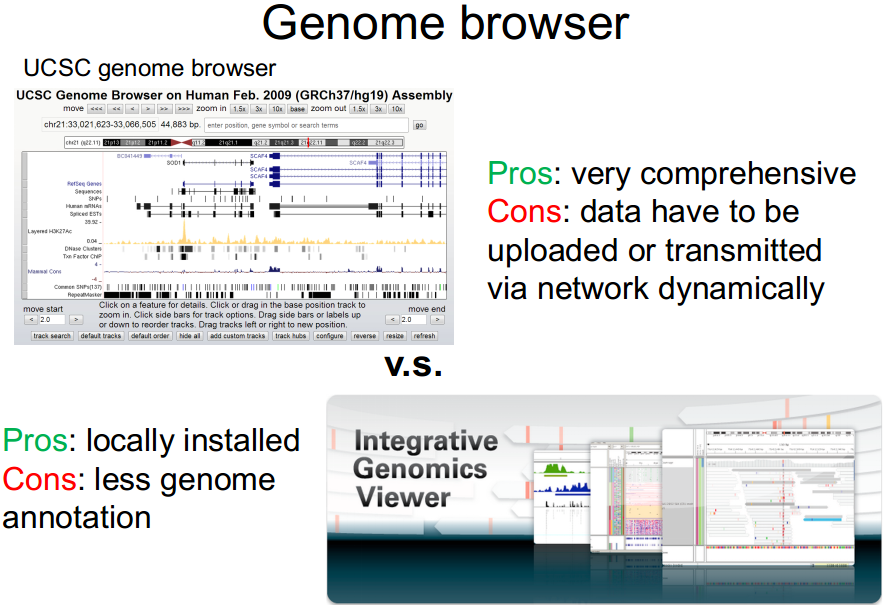 Genome browser
UCSC genome browser
UCSC Genome Browser on Human Feb. 2009 (GRCh37/hg19) Assembly
move <<< << < > >> >>> zoom in 1.5x 3x 10x base zoom out 1.5x 3x 10x
chr21:33,021,623-33,066,505 44,883 bp. enter position, gene symbol or search terms go
chr21 (q22.11) 21p13 21p12 21p11.2 q11.2 21q21.1 q21.2 21q21.3 q22.2 q22.3
BC041449 SCAF4
SOD1 SCAF4
SCAF4
SCAF4
RefSeq Genes
Sequences
SNPs
Human mRNAs
Spliced ESTs
39.92
Layered H3K27Ac
0.04
DNase Clusters
Txn Factor ChIP
4
Mammal Cons
-4
Common SNPs(137)
RepeatMasker
move start
< 2.0 >
Click on a feature for details. Click or drag in the base position track to
zoom in. Click side bars for track options. Drag side bars or labels up
or down to reorder tracks. Drag tracks left or right to new position.
move end
< 2.0 >
track search default tracks default order hide all add custom tracks track hubs configure reverse resize refresh
Pros: very comprehensive
Cons: data have to be
uploaded or transmitted
via network dynamically
v.s.
Pros: locally installed
Cons: less genome
annotation
Integrative
Genomics
Viewer